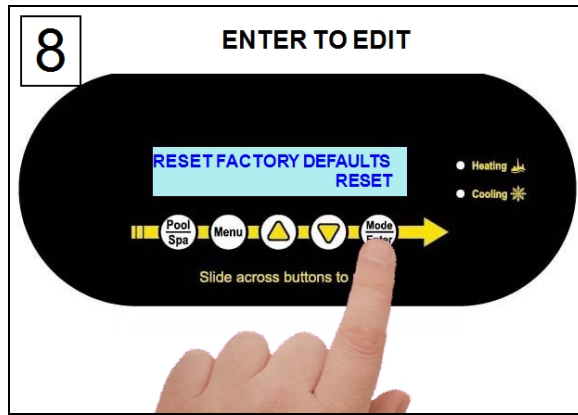 8
ENTER TO EDIT
RESET FACTORY DEFAULTS
RESET
Heating
Cooling
Pool
Spa
Menu
Mode
Enter
Slide across buttons to